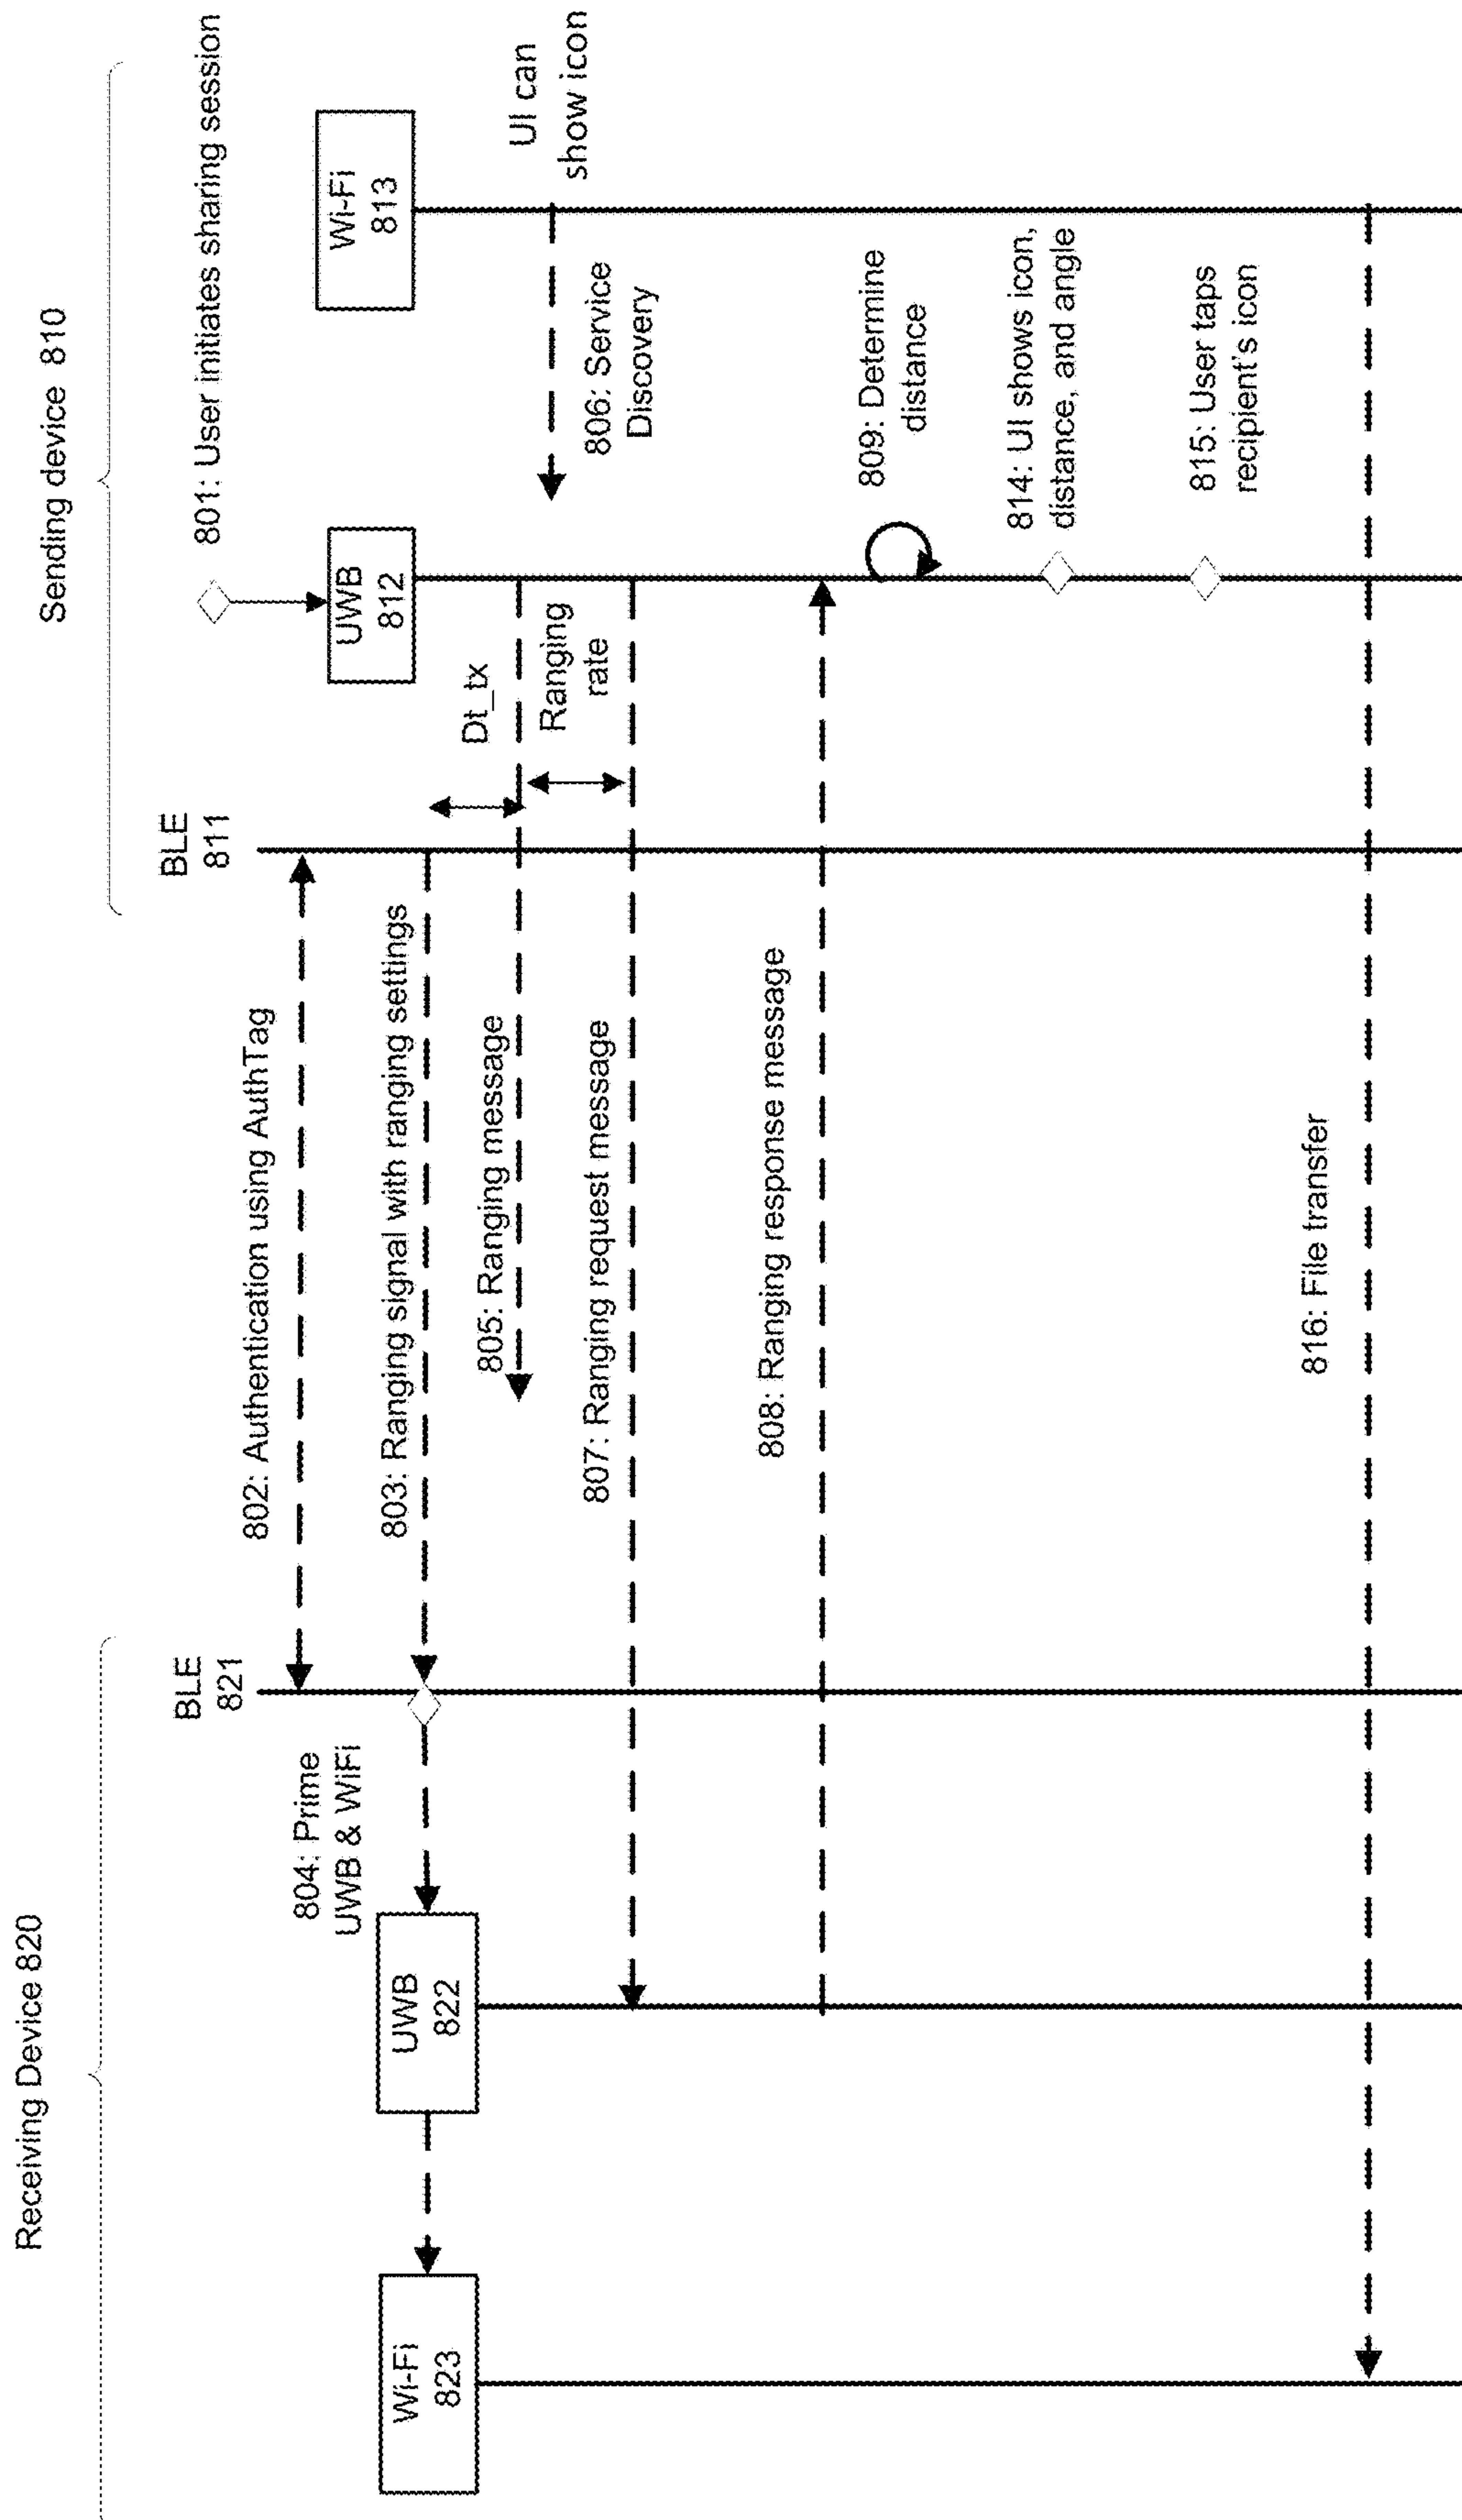 Receiving Device 820
Sending device 810
801: User initiates sharing session
BLE
821
BLE
811
802: Authentication using AuthTag
804: Prime
UWB & WiFi
Wi-Fi
823
UWB
822
UWB
812
Wi-Fi
813
803: Ranging signal with ranging settings
Dt_tx
805: Ranging message
UI can
show icon
Ranging
rate
806: Service
Discovery
807: Ranging request message
808: Ranging response message
809: Determine
distance
814: UI shows icon,
distance, and angle
815: User taps
recipient's icon
816: File transfer